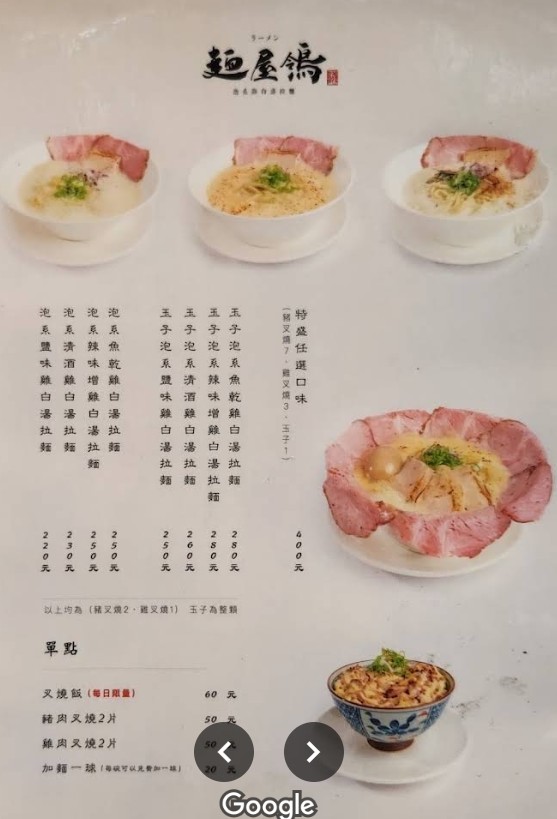 ラーメン
麵屋鴒
泡系雞白湯拉麵
特盛任選口味 400元
(豬叉燒7、雞叉燒3、玉子1)
玉子泡系魚乾雞白湯拉麵 280元
玉子泡系辣味增雞白湯拉麵 280元
玉子泡系清酒雞白湯拉麵 260元
玉子泡系鹽味雞白湯拉麵 250元
泡系魚乾雞白湯拉麵 250元
泡系辣味增雞白湯拉麵 250元
泡系清酒雞白湯拉麵 230元
泡系鹽味雞白湯拉麵 220元
以上均為(豬叉燒2、雞叉燒1) 玉子為整顆
單點
叉燒飯(每日限量) 60 元
豬肉叉燒2片 50 元
雞肉叉燒2片 50 元
加麵一球(每碗可以免費加一球) 20 元
Google